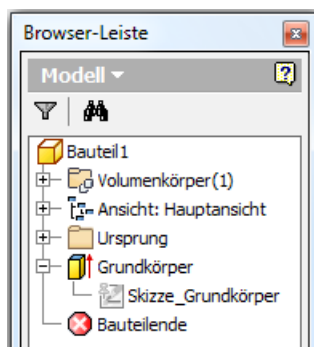 Browser-Leiste
Modell
Bauteil1
Volumenkörper(1)
Ansicht: Hauptansicht
Ursprung
Grundkörper
Skizze_Grundkörper
Bauteilende